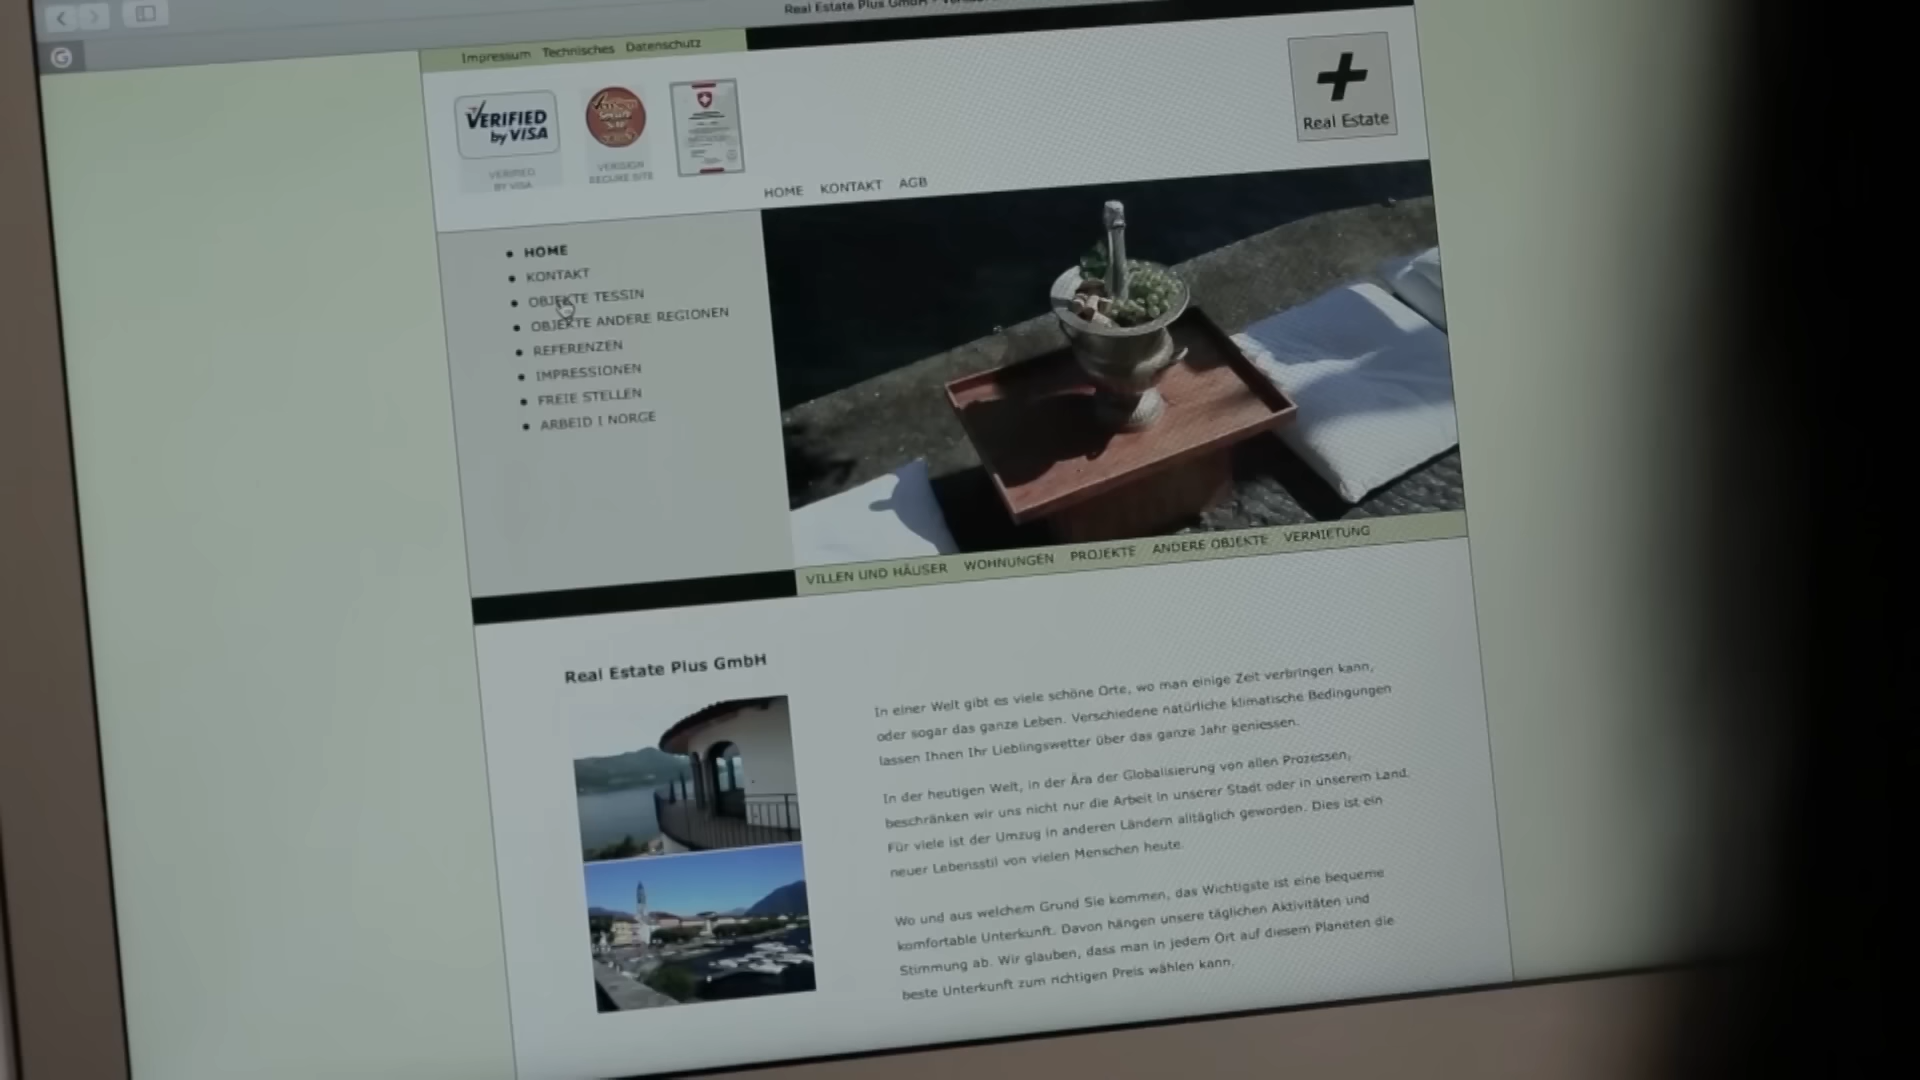 Real Estate Plus GmbH
Impressum Technisches Datenschutz
VERIFIED
by VISA
VERIFIED
BY VISA
VERISIGN
SECURE SITE
Real Estate
HOME KONTAKT AGB
HOME
KONTAKT
OBJEKTE TESSIN
OBJEKTE ANDERE REGIONEN
REFERENZEN
IMPRESSIONEN
FREIE STELLEN
ARBEID I NORGE
VILLEN UND HÄUSER WOHNUNGEN PROJEKTE ANDERE OBJEKTE VERMIETUNG
Real Estate Plus GmbH
In einer Welt gibt es viele schöne Orte, wo man einige Zeit verbringen kann,
oder sogar das ganze Leben. Verschiedene natürliche klimatische Bedingungen
lassen Ihnen Ihr Lieblingswetter über das ganze Jahr geniessen.
In der heutigen Welt, in der Ära der Globalisierung von allen Prozessen,
beschränken wir uns nicht nur die Arbeit in unserer Stadt oder in unserem Land.
Für viele ist der Umzug in anderen Ländern alltäglich geworden. Dies ist ein
neuer Lebensstil von vielen Menschen heute.
Wo und aus welchem Grund Sie kommen, das Wichtigste ist eine bequeme
komfortable Unterkunft. Davon hängen unsere täglichen Aktivitäten und
Stimmung ab. Wir glauben, dass man in jedem Ort auf diesem Planeten die
beste Unterkunft zum richtigen Preis wählen kann.